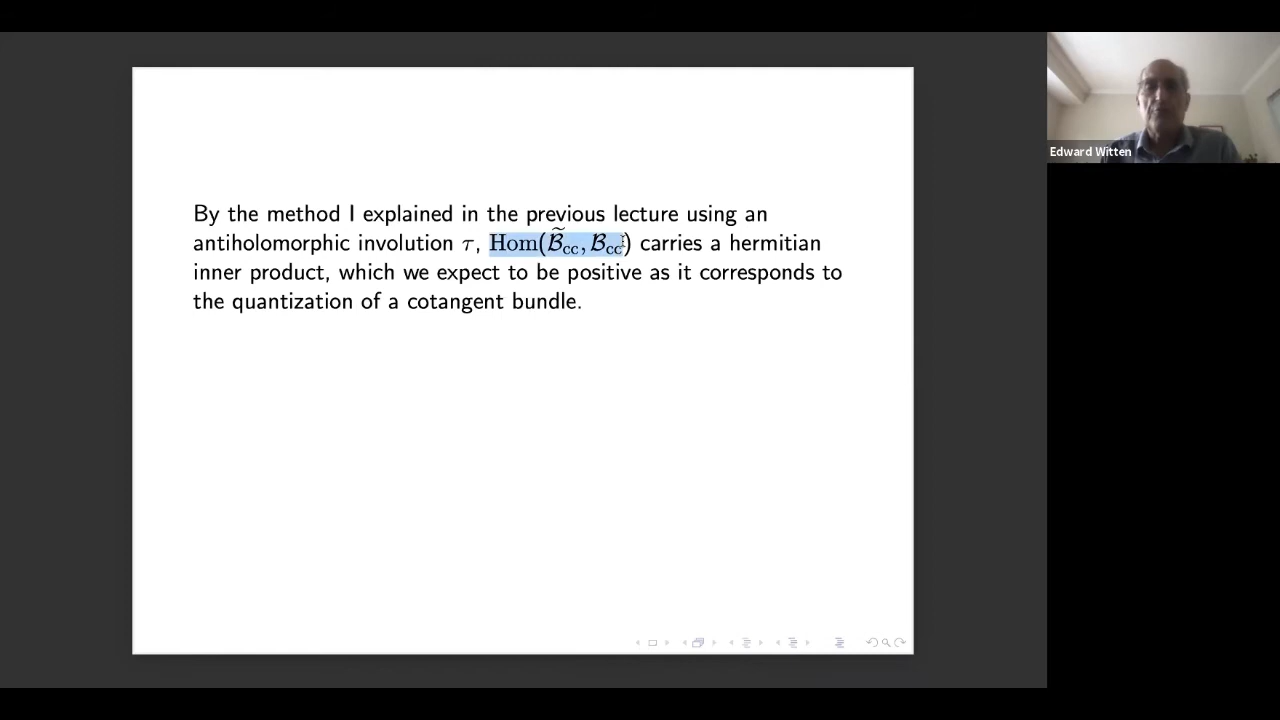 By the method I explained in the previous lecture using an
antiholomorphic involution τ, Hom(ℬ̃cc, ℬcc) carries a hermitian
inner product, which we expect to be positive as it corresponds to
the quantization of a cotangent bundle.
Edward Witten